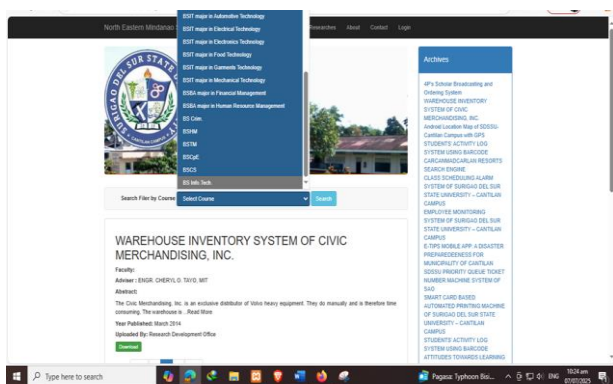 North Eastern Mindanao
Researches About Contact Login
BSIT major in Automotive Technology
BSIT major in Electrical Technology
BSIT major in Electronics Technology
BSIT major in Food Technology
BSIT major in Garments Technology
BSIT major in Mechanical Technology
BSBA major in Financial Management
BSBA major in Human Resource Management
BS Crim.
BSHM
BSTM
BSCpE
BSCS
BS Info.Tech.
Search Filer by Course
Select Course
Search
WAREHOUSE INVENTORY SYSTEM OF CIVIC
MERCHANDISING, INC.
Faculty:
Adviser : ENGR. CHERYL O. TAYO, MIT
Abstract:
The Civic Merchandising, Inc. is an exclusive distributor of Volvo heavy equipment. They do manually and is therefore time
consuming. The warehouse is ...Read More
Year Published: March 2014
Uploaded By: Research Development Office
Download
Archives
4P's Scholar Broadcasting and
Ordering System
WAREHOUSE INVENTORY
SYSTEM OF CIVIC
MERCHANDISING, INC.
Android Location Map of SDSSU-
Cantilan Campus with GPS
STUDENTS' ACTIVITY LOG
SYSTEM USING BARCODE
CARCANMADCARLAN RESORTS
SEARCH ENGINE
CLASS SCHEDULING ALARM
SYSTEM OF SURIGAO DEL SUR
STATE UNIVERSITY – CANTILAN
CAMPUS
EMPLOYEE MONITORING
SYSTEM OF SURIGAO DEL SUR
STATE UNIVERSITY – CANTILAN
CAMPUS
E-TIPS MOBILE APP: A DISASTER
PREPAREDENESS FOR
MUNICIPALITY OF CANTILAN
SDSSU PRIORITY QUEUE TICKET
NUMBER MACHINE SYSTEM OF
SAO
SMART CARD BASED
AUTOMATED PRINTING MACHINE
OF SURIGAO DEL SUR STATE
UNIVERSITY – CANTILAN
CAMPUS
STUDENTS' ACTIVITY LOG
SYSTEM USING BARCODE
ATTITUDES TOWARDS LEARNING
Type here to search
Pagasa: Typhoon Bisi...
ENG
10:24 am
07/07/2025